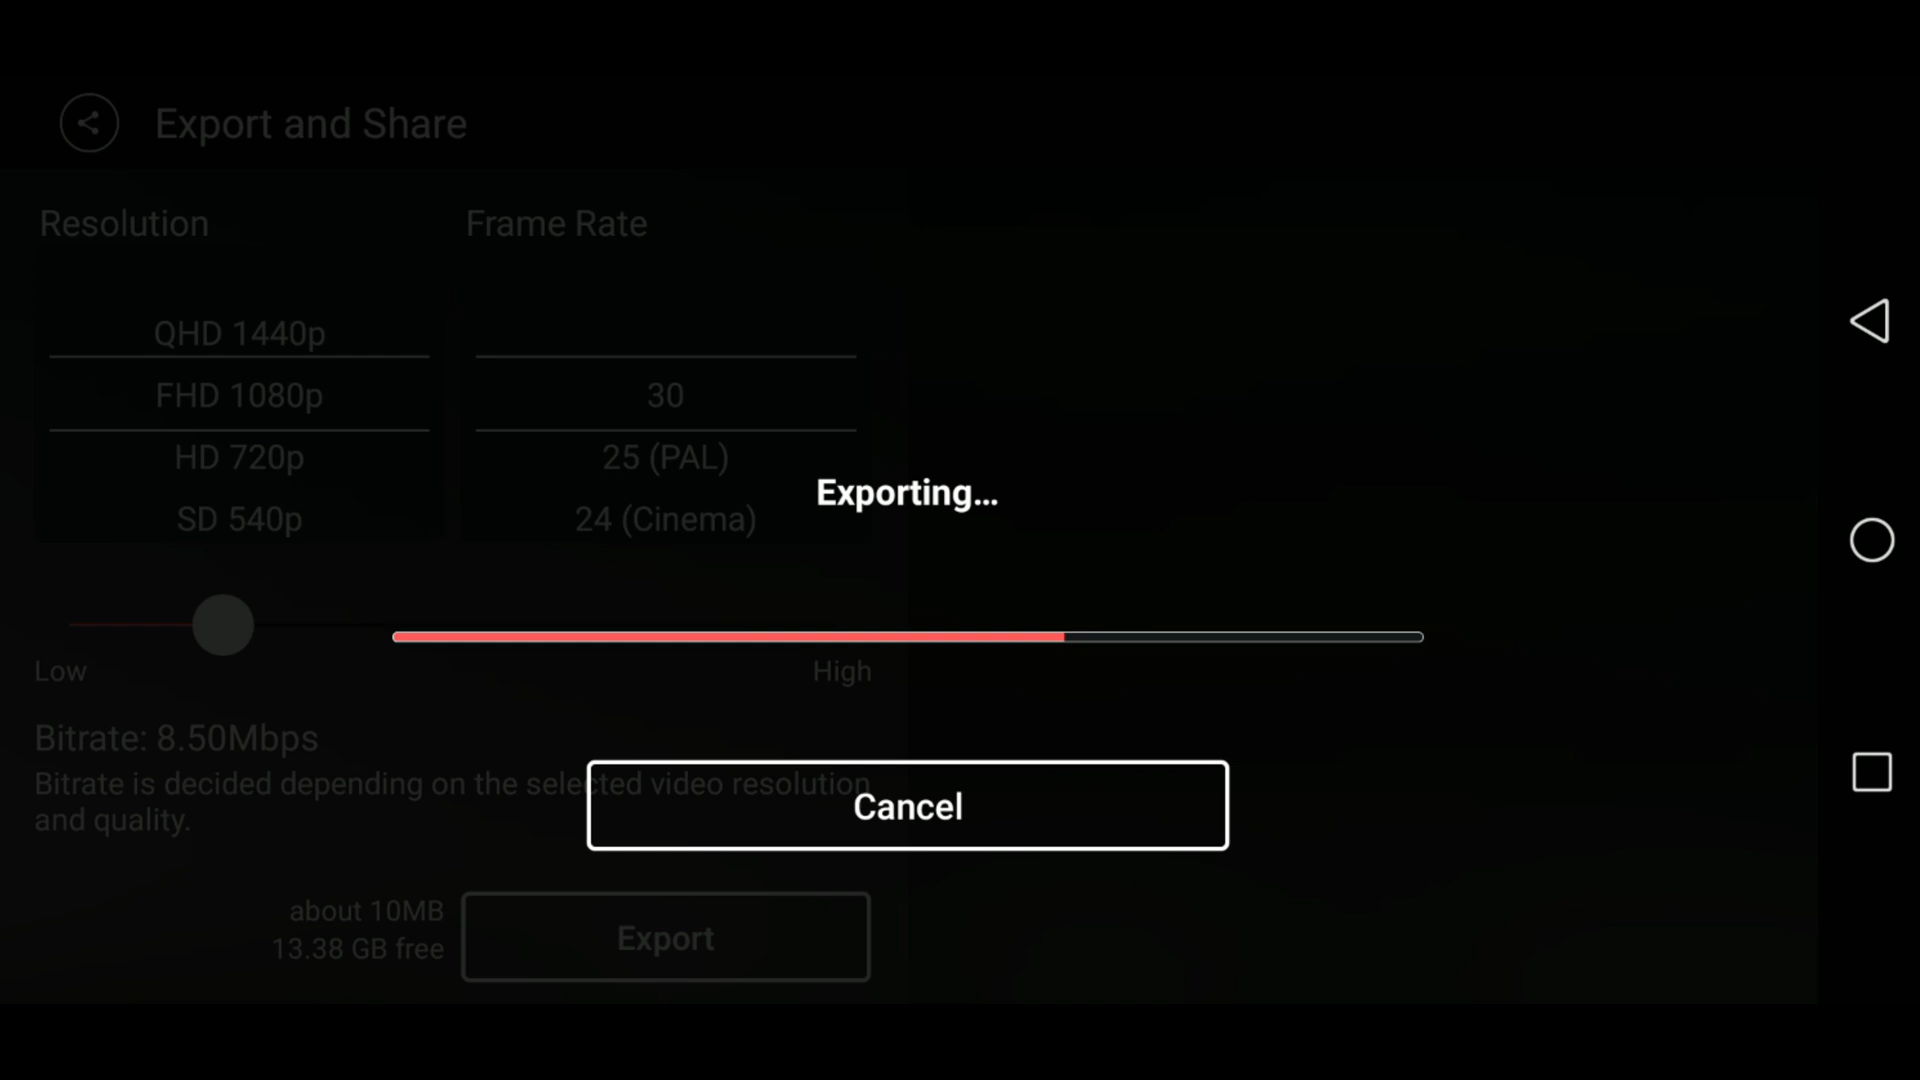 Export and Share
Resolution
Frame Rate
QHD 1440p
FHD 1080p
30
HD 720p
25 (PAL)
SD 540p
24 (Cinema)
Exporting...
Low
High
Bitrate: 8.50Mbps
Bitrate is decided depending on the selected video resolution
and quality.
Cancel
about 10MB
13.38 GB free
Export